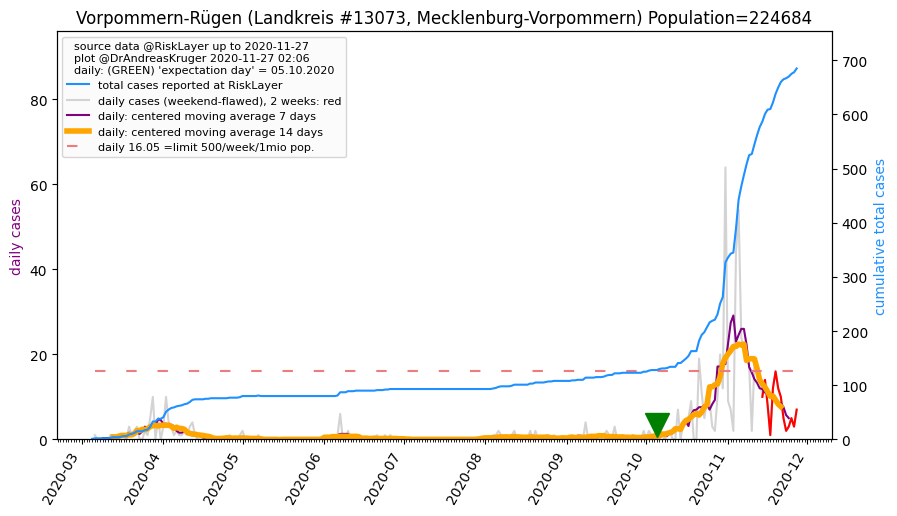 Vorpommern-Rügen (Landkreis #13073, Mecklenburg-Vorpommern) Population=224684
source data @RiskLayer up to 2020-11-27
plot @DrAndreasKruger 2020-11-27 02:06
daily: (GREEN) 'expectation day' = 05.10.2020
total cases reported at RiskLayer
daily cases (weekend-flawed), 2 weeks: red
daily: centered moving average 7 days
daily: centered moving average 14 days
daily 16.05 =limit 500/week/1mio pop.
daily cases
80
60
40
20
0
cumulative total cases
700
600
500
400
300
200
100
0
2020-03
2020-04
2020-05
2020-06
2020-07
2020-08
2020-09
2020-10
2020-11
2020-12